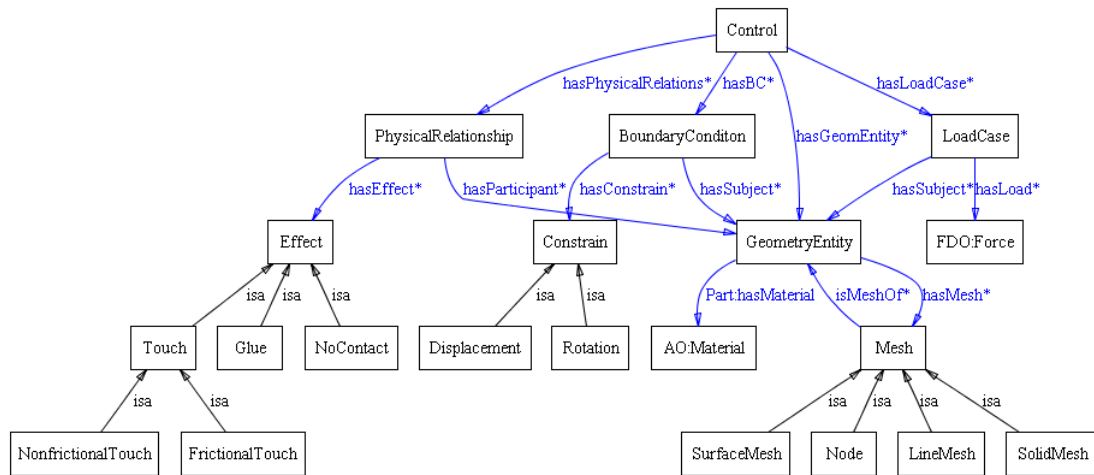 Control
hasPhysicalRelations*
hasBC*
hasLoadCase*
PhysicalRelationship
BoundaryConditon
hasGeomEntity*
LoadCase
hasEffect*
hasParticipant*
hasConstrain*
hasSubject*
hasSubject*
hasLoad*
Effect
Constrain
GeometryEntity
FDO:Force
isa
isa
isa
isa
isa
Part:hasMaterial
isMeshOf*
hasMesh*
Touch
Glue
NoContact
Displacement
Rotation
AO:Material
Mesh
isa
isa
isa
isa
isa
isa
NonfrictionalTouch
FrictionalTouch
SurfaceMesh
Node
LineMesh
SolidMesh